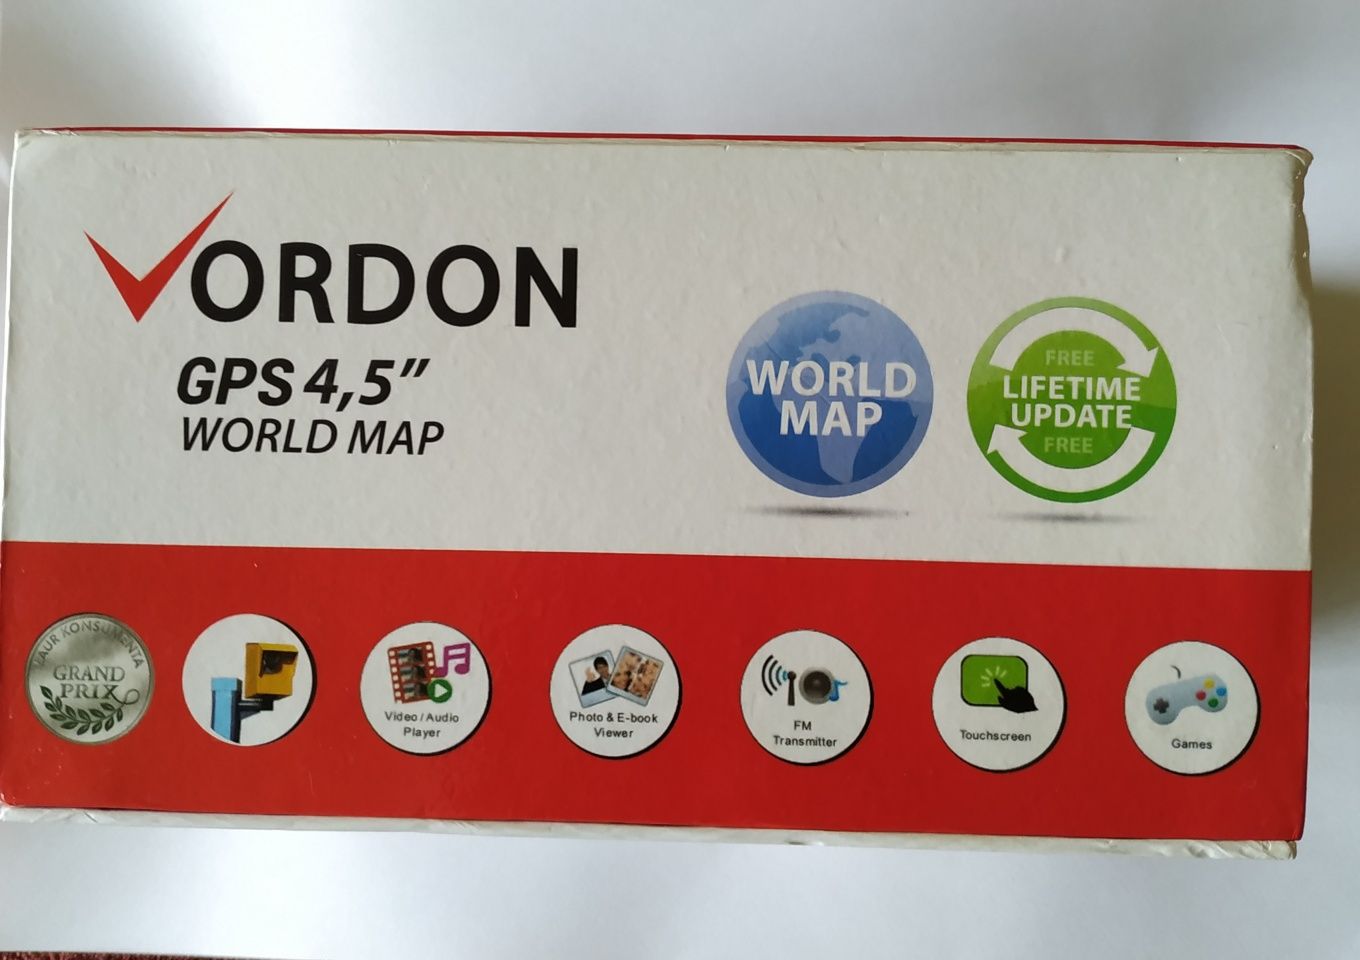 VORDON
GPS 4,5”
WORLD MAP
WORLD
MAP
FREE
LIFETIME
UPDATE
FREE
LAUR KONSUMENTA
GRAND
PRIX
Video / Audio
Player
Photo & E-book
Viewer
FM
Transmitter
Touchscreen
Games